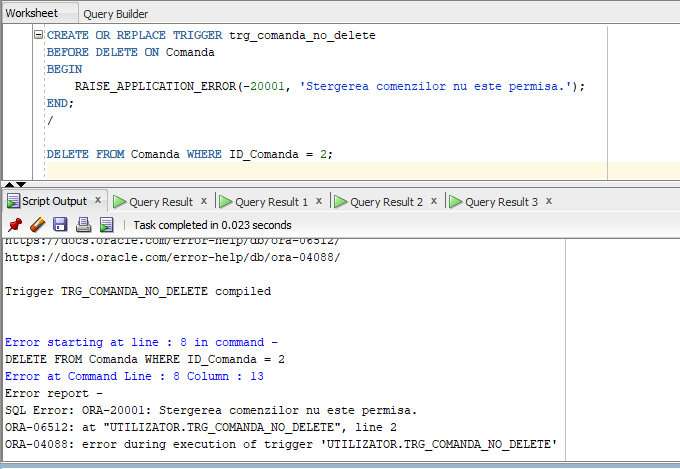 Worksheet Query Builder
CREATE OR REPLACE TRIGGER trg_comanda_no_delete
BEFORE DELETE ON Comanda
BEGIN
    RAISE_APPLICATION_ERROR(-20001, 'Stergerea comenzilor nu este permisa.');
END;
/
DELETE FROM Comanda WHERE ID_Comanda = 2;
Script Output x Query Result x Query Result 1 x Query Result 2 x Query Result 3 x
Task completed in 0.023 seconds
https://docs.oracle.com/error-help/db/ora-06512/
https://docs.oracle.com/error-help/db/ora-04088/
Trigger TRG_COMANDA_NO_DELETE compiled
Error starting at line : 8 in command -
DELETE FROM Comanda WHERE ID_Comanda = 2
Error at Command Line : 8 Column : 13
Error report -
SQL Error: ORA-20001: Stergerea comenzilor nu este permisa.
ORA-06512: at "UTILIZATOR.TRG_COMANDA_NO_DELETE", line 2
ORA-04088: error during execution of trigger 'UTILIZATOR.TRG_COMANDA_NO_DELETE'